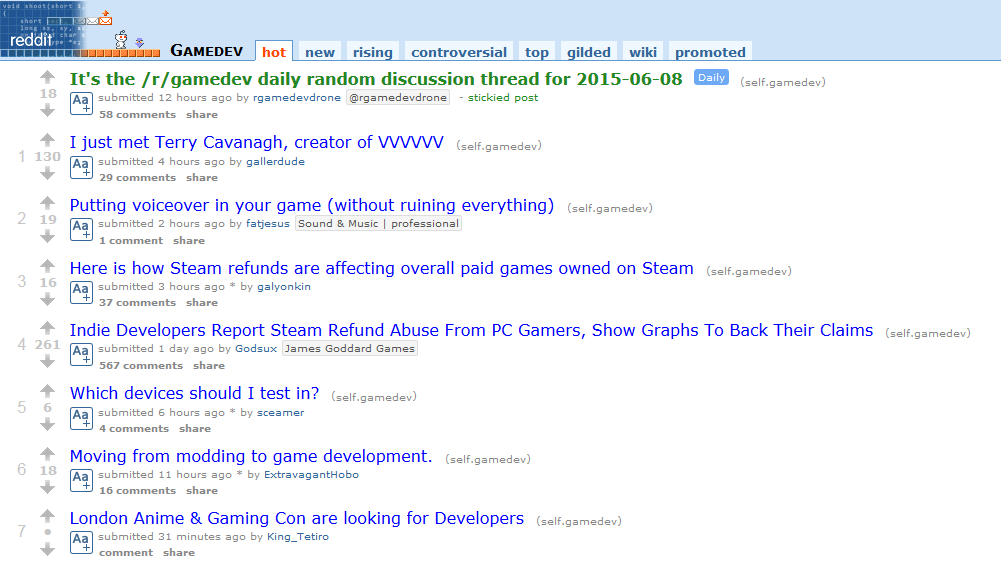 void shoot(short i,
{
short
long
reddit
GAMEDEV hot new rising controversial top gilded wiki promoted
It's the /r/gamedev daily random discussion thread for 2015-06-08 Daily (self.gamedev)
18
Aa+ submitted 12 hours ago by rgamedevdrone @rgamedevdrone - stickied post
58 comments share
I just met Terry Cavanagh, creator of VVVVVV (self.gamedev)
1 130
Aa+ submitted 4 hours ago by gallerdude
29 comments share
Putting voiceover in your game (without ruining everything) (self.gamedev)
2 19
Aa+ submitted 2 hours ago by fatjesus Sound & Music | professional
1 comment share
Here is how Steam refunds are affecting overall paid games owned on Steam (self.gamedev)
3 16
Aa+ submitted 3 hours ago * by galyonkin
37 comments share
Indie Developers Report Steam Refund Abuse From PC Gamers, Show Graphs To Back Their Claims (self.gamedev)
4 261
Aa+ submitted 1 day ago by Godsux James Goddard Games
567 comments share
Which devices should I test in? (self.gamedev)
5 6
Aa+ submitted 6 hours ago * by sceamer
4 comments share
Moving from modding to game development. (self.gamedev)
6 18
Aa+ submitted 11 hours ago * by ExtravagantHobo
16 comments share
London Anime & Gaming Con are looking for Developers (self.gamedev)
7 •
Aa+ submitted 31 minutes ago by King_Tetiro
comment share